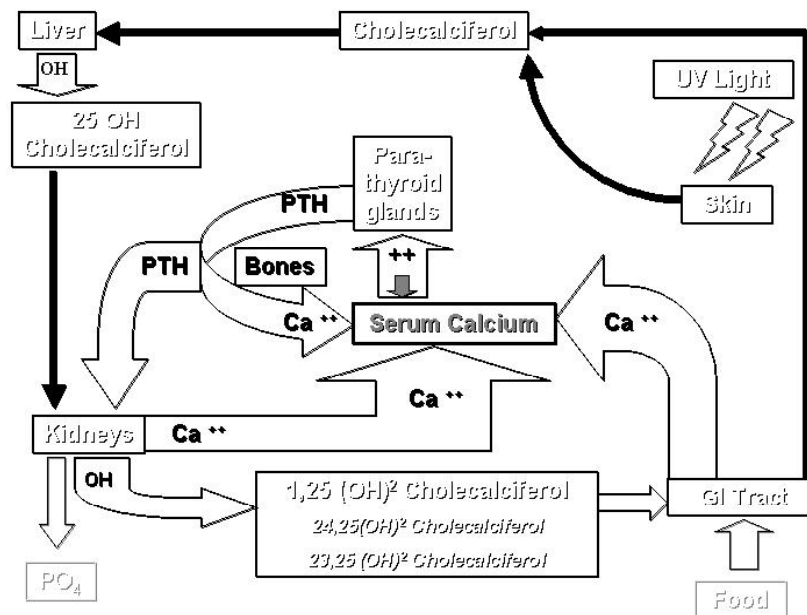 Liver
Cholecalciferol
OH
UV Light
25 OH
Cholecalciferol
Para-
thyroid
glands
PTH
Skin
PTH
Bones
++
Ca ++
Serum Calcium
Ca ++
Ca ++
Kidneys
Ca ++
OH
1,25 (OH)² Cholecalciferol
24,25(OH)² Cholecalciferol
23,25 (OH)² Cholecalciferol
GI Tract
PO₄
Food